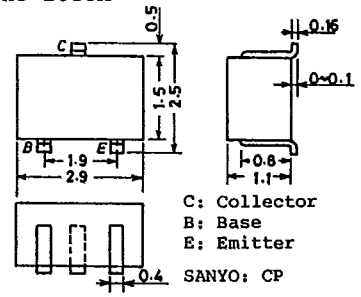 C
0.5
0.16
1.5
2.5
0~0.1
B
E
1.9
2.9
0.8
1.1
C: Collector
B: Base
E: Emitter
0.4
SANYO: CP